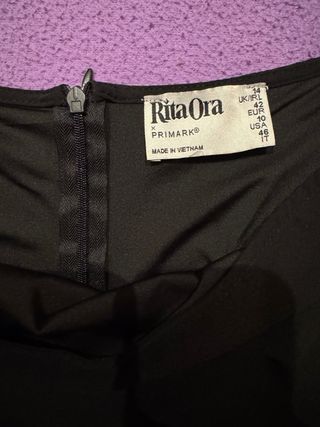 Rita Ora
×
PRIMARK®
MADE IN VIETNAM
14
UK/IRL
42
EUR
10
USA
46
IT